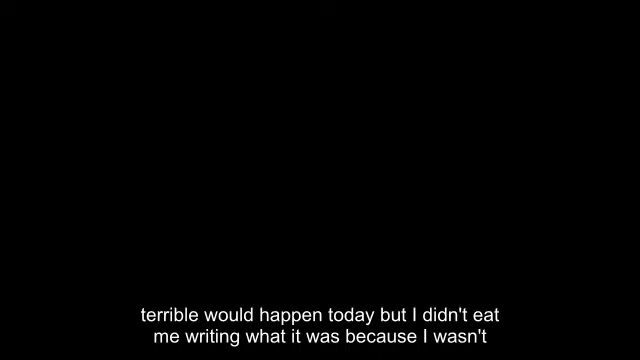 terrible would happen today but I didn't eat
me writing what it was because I wasn't